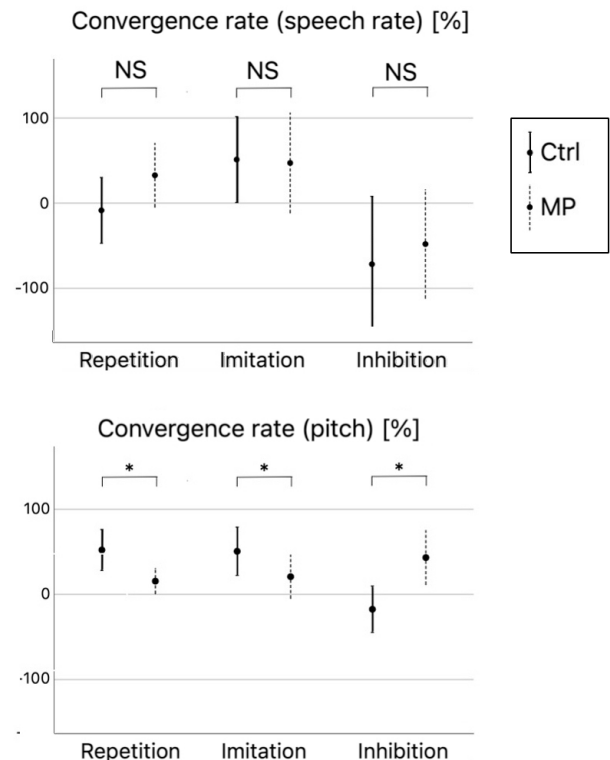 Convergence rate (speech rate) [%]
NS NS NS
100
0
-100
Repetition Imitation Inhibition
Ctrl
MP
Convergence rate (pitch) [%]
* * *
100
0
-100
Repetition Imitation Inhibition